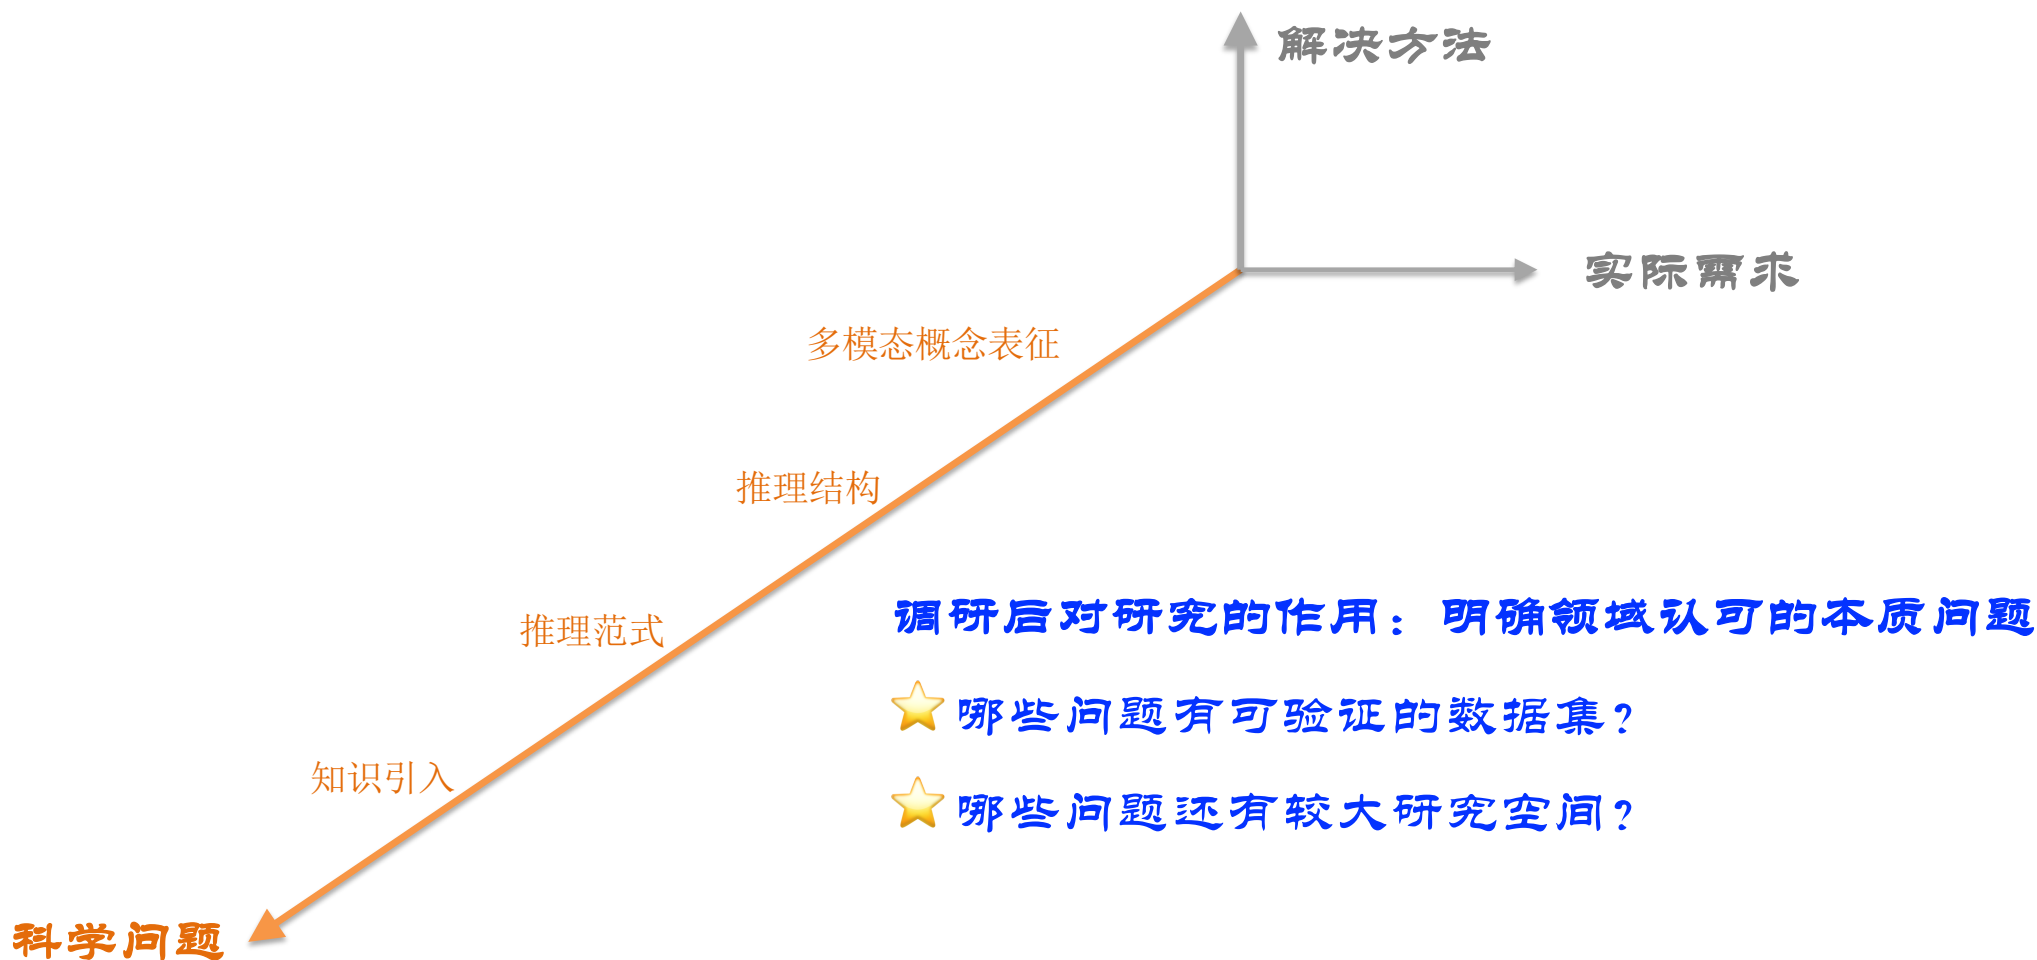 解决方法
实际需求
多模态概念表征
推理结构
推理范式
调研后对研究的作用：明确领域认可的本质问题
哪些问题有可验证的数据集？
知识引入
哪些问题还有较大研究空间？
科学问题